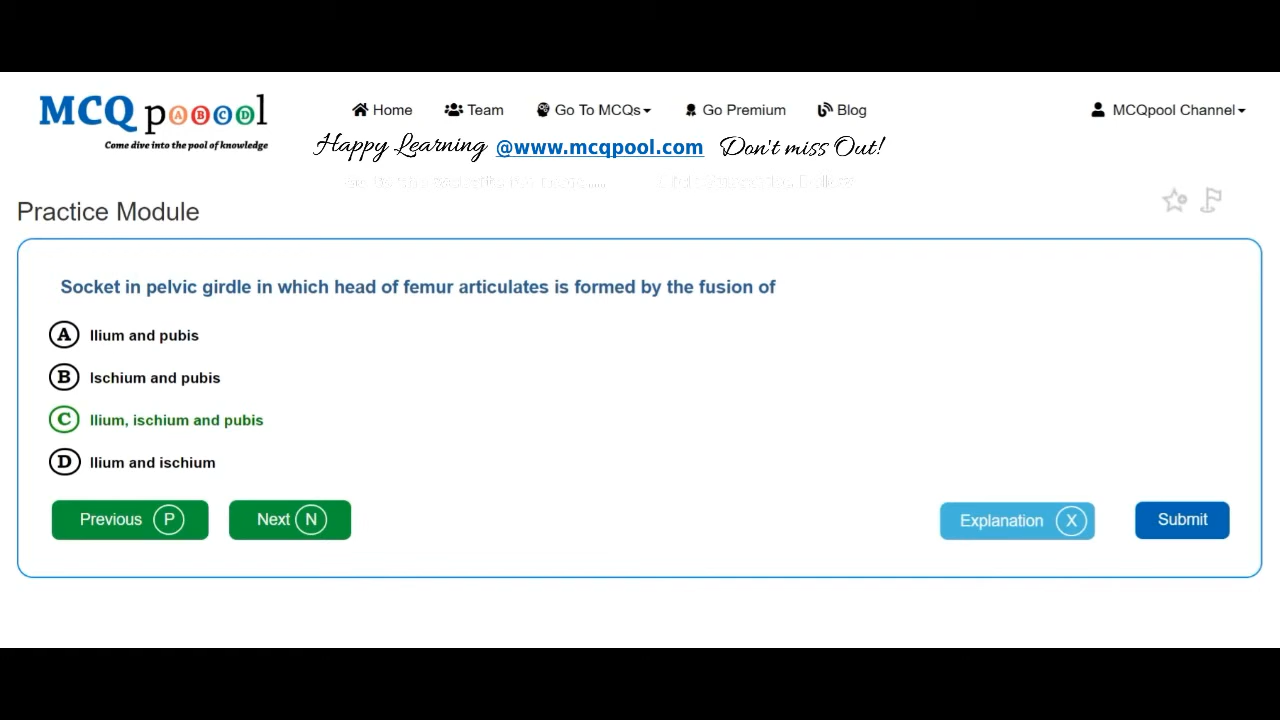 MCQ poool
Come dive into the pool of knowledge
Home Team Go To MCQs Go Premium Blog MCQpool Channel
Happy Learning @www.mcqpool.com Don't miss Out!
Practice Module
Socket in pelvic girdle in which head of femur articulates is formed by the fusion of
A Ilium and pubis
B Ischium and pubis
C Ilium, ischium and pubis
D Ilium and ischium
Previous P Next N Explanation X Submit